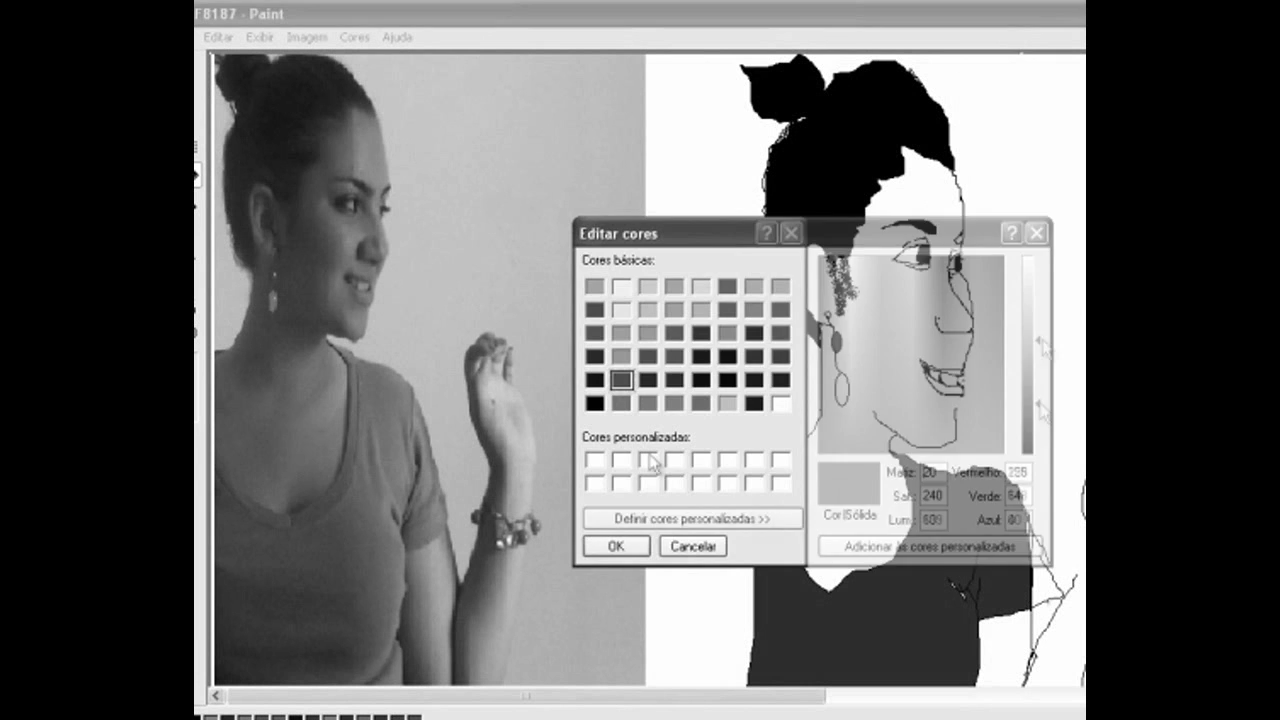 F8187 - Paint
Editar Exibir Imagem Cores Ajuda
Editar cores
Cores básicas:
Cores personalizadas:
Definir cores personalizadas >>
OK Cancelar
Matiz: 20 Vermelho:
Sat: 240 Verde:
Lum: Azul:
Cor|Sólida
Adicionar às cores personalizadas